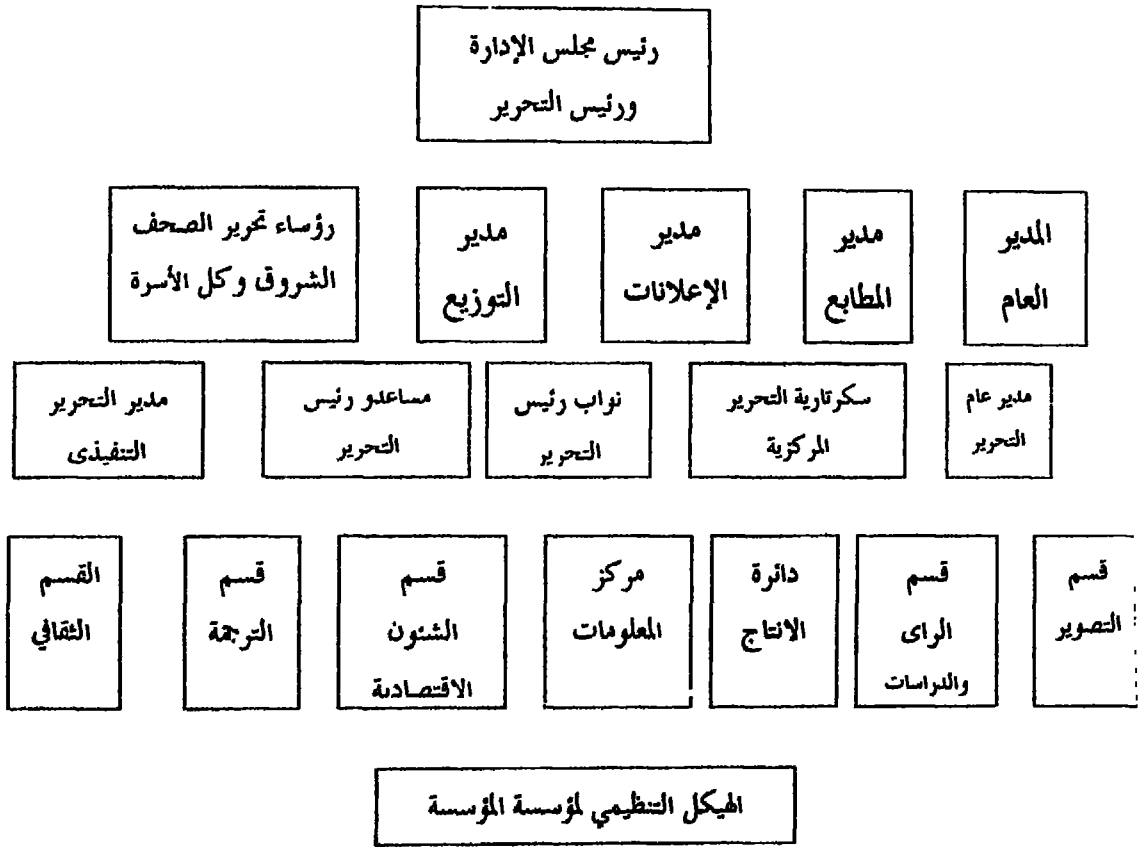 رئيس مجلس الإدارة
ورئيس التحرير
المدير
العام
مدير
المطابع
مدير
الإعلانات
مدير
التوزيع
رؤساء تحرير الصحف
الشروق وكل الأسرة
مدير عام
التحرير
سكرتارية التحرير
المركزية
نواب رئيس
التحرير
مساعدو رئيس
التحرير
مدير التحرير
التنفيذى
قسم
التصوير
قسم
الراى
والدراسات
دائرة
الانتاج
مركز
المعلومات
قسم
الشئون
الاقتصادية
قسم
الترجمة
القسم
الثقافي
الهيكل التنظيمي لمؤسسة المؤسسة